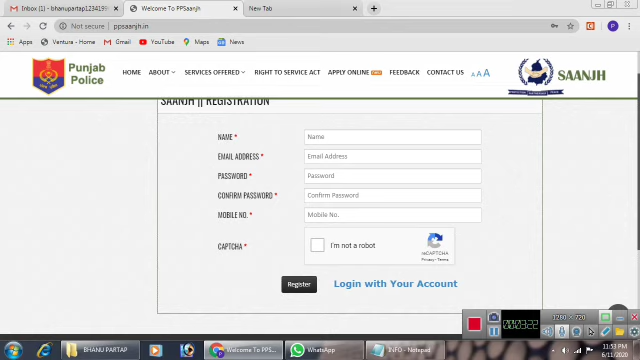 Inbox (1) - bhanupartap1234199
Welcome To PPSaanjh
New Tab
Not secure | ppsaanjh.in
Apps
Ventura - Home
Gmail
YouTube
Maps
News
Punjab
Police
HOME
ABOUT
SERVICES OFFERED
RIGHT TO SERVICE ACT
APPLY ONLINE
FEEDBACK
CONTACT US
A A A
SAANJH
SAANJH || REGISTRATION
NAME *
Name
EMAIL ADDRESS *
Email Address
PASSWORD *
Password
CONFIRM PASSWORD *
Confirm Password
MOBILE NO. *
Mobile No.
CAPTCHA *
I'm not a robot
reCAPTCHA
Privacy - Terms
Register
Login with Your Account
1280 × 720
BHANU PARTAP
Welcome To PPS...
WhatsApp
INFO - Notepad
11:53 PM
6/11/2020